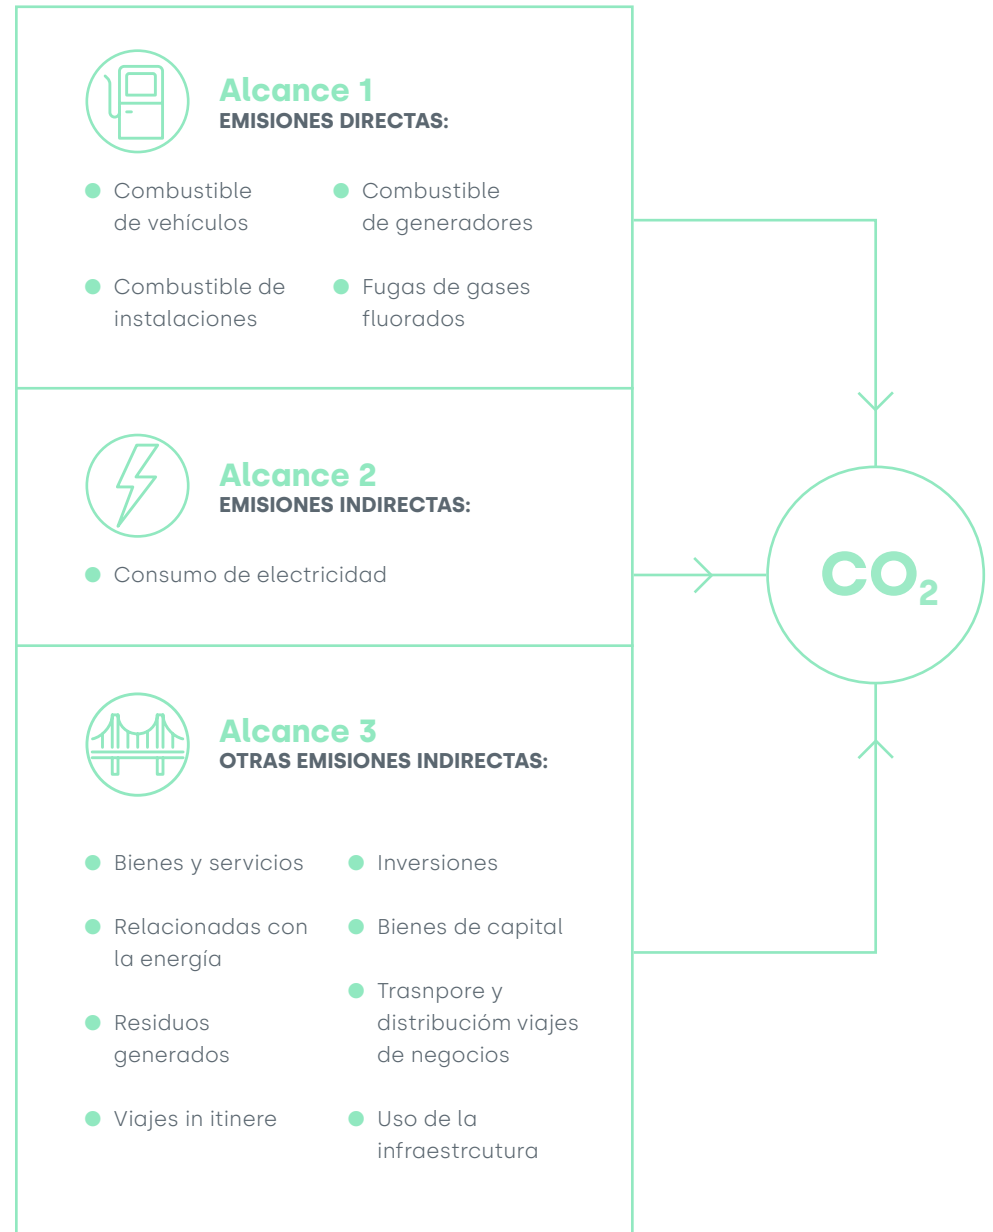 Alcance 1
EMISIONES DIRECTAS:
Combustible
de vehículos
Combustible
de generadores
Combustible de
instalaciones
Fugas de gases
fluorados
Alcance 2
EMISIONES INDIRECTAS:
Consumo de electricidad
CO₂
Alcance 3
OTRAS EMISIONES INDIRECTAS:
Bienes y servicios
Relacionadas con
la energía
Residuos
generados
Viajes in itinere
Inversiones
Bienes de capital
Trasnpore y
distribucióm viajes
de negocios
Uso de la
infraestrcutura